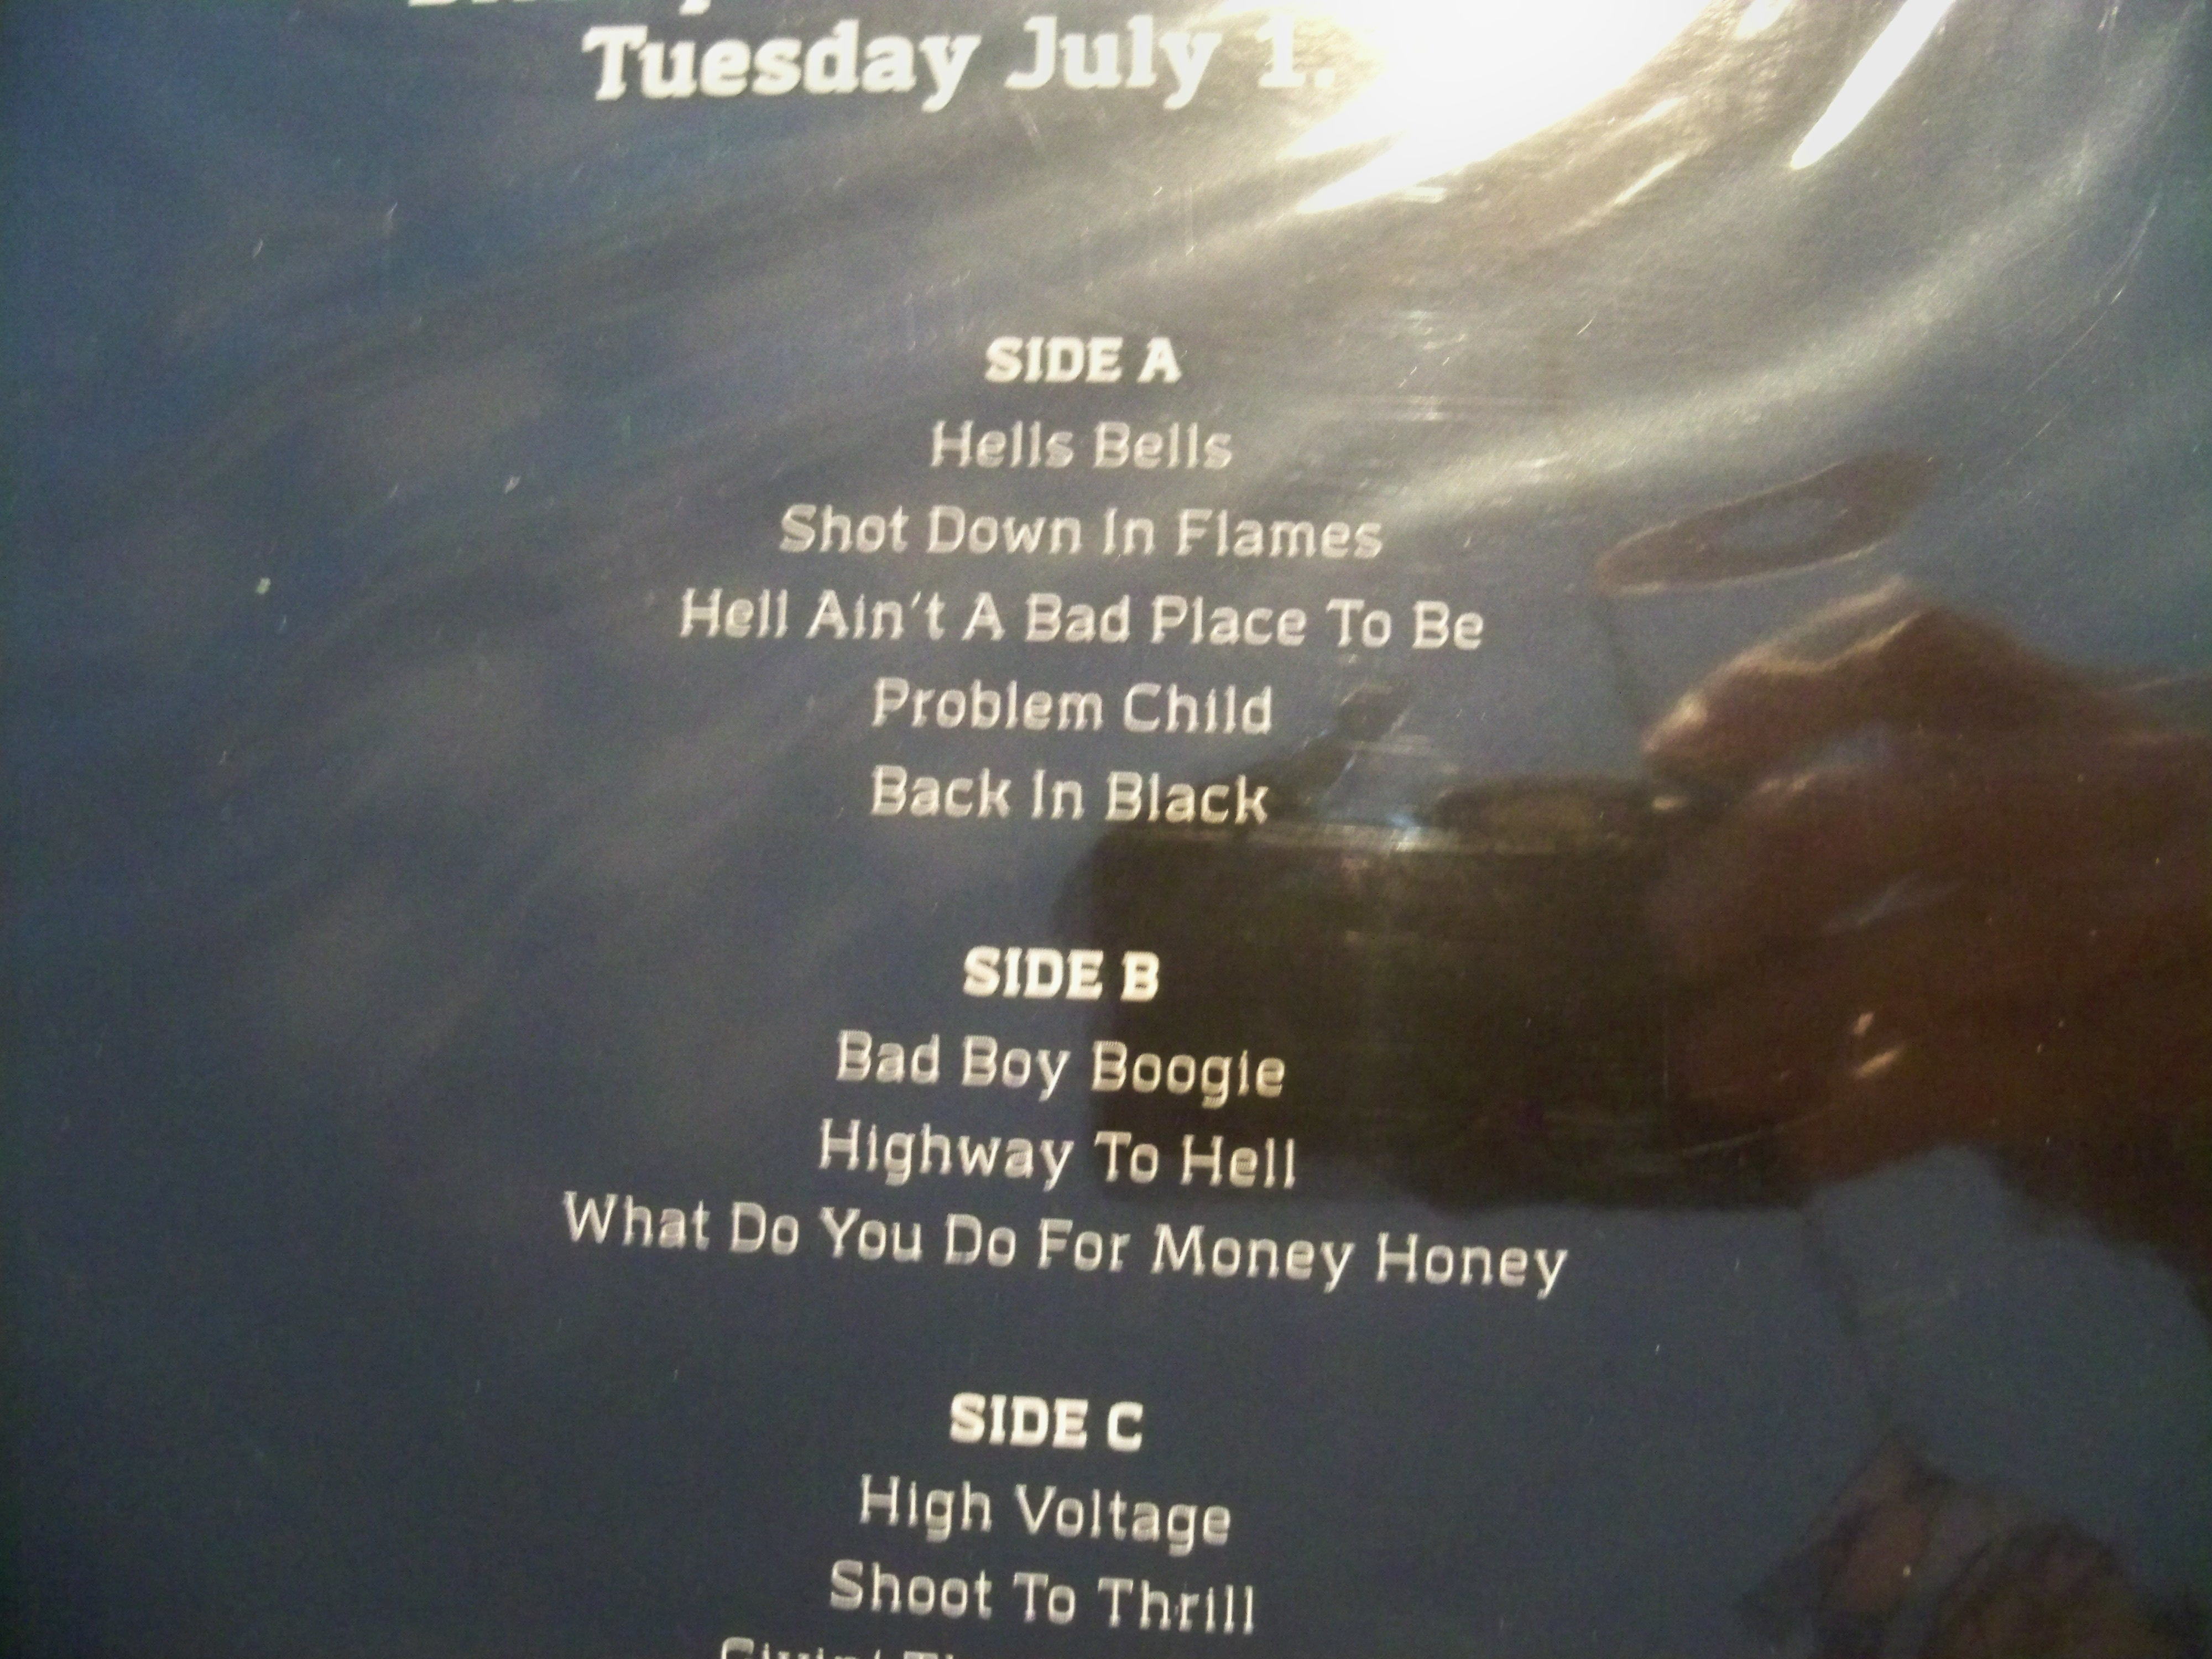 Tuesday July 1.
SIDE A
Hells Bells
Shot Down In Flames
Hell Ain't A Bad Place To Be
Problem Child
Back In Black
SIDE B
Bad Boy Boogie
Highway To Hell
What Do You Do For Money Honey
SIDE C
High Voltage
Shoot To Thrill